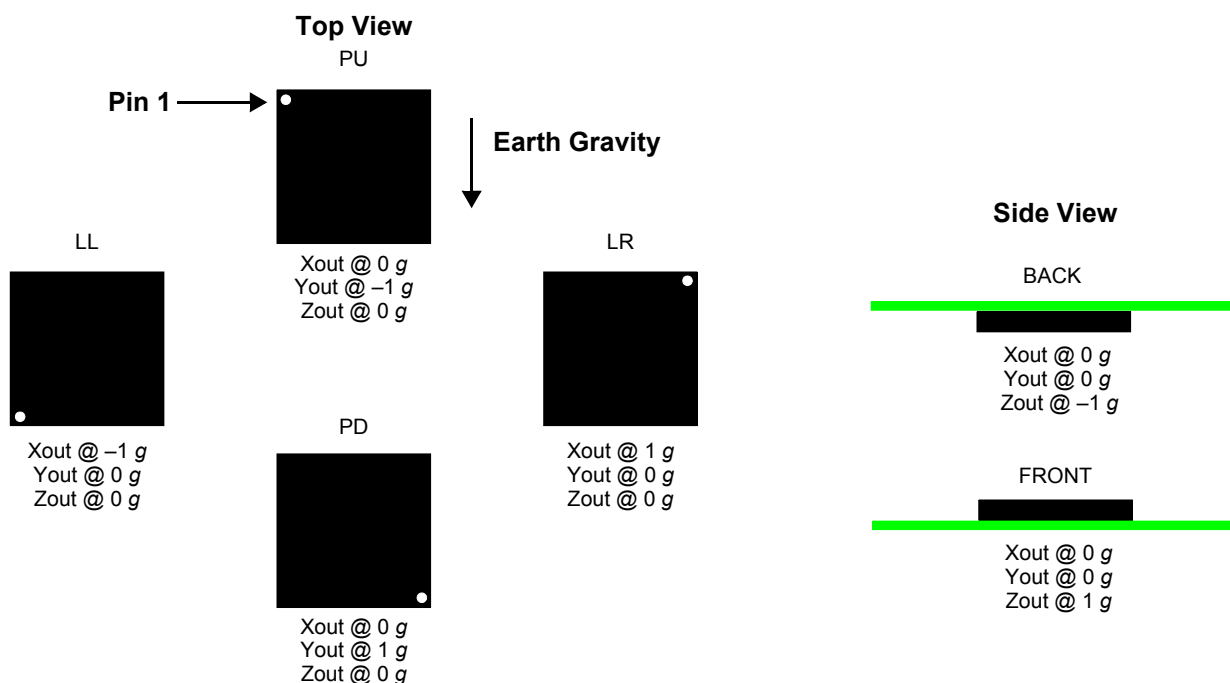 Top View
PU
Pin 1
Earth Gravity
Xout @ 0 g
Yout @ –1 g
Zout @ 0 g
LL
Xout @ –1 g
Yout @ 0 g
Zout @ 0 g
LR
Xout @ 1 g
Yout @ 0 g
Zout @ 0 g
PD
Xout @ 0 g
Yout @ 1 g
Zout @ 0 g
Side View
BACK
Xout @ 0 g
Yout @ 0 g
Zout @ –1 g
FRONT
Xout @ 0 g
Yout @ 0 g
Zout @ 1 g